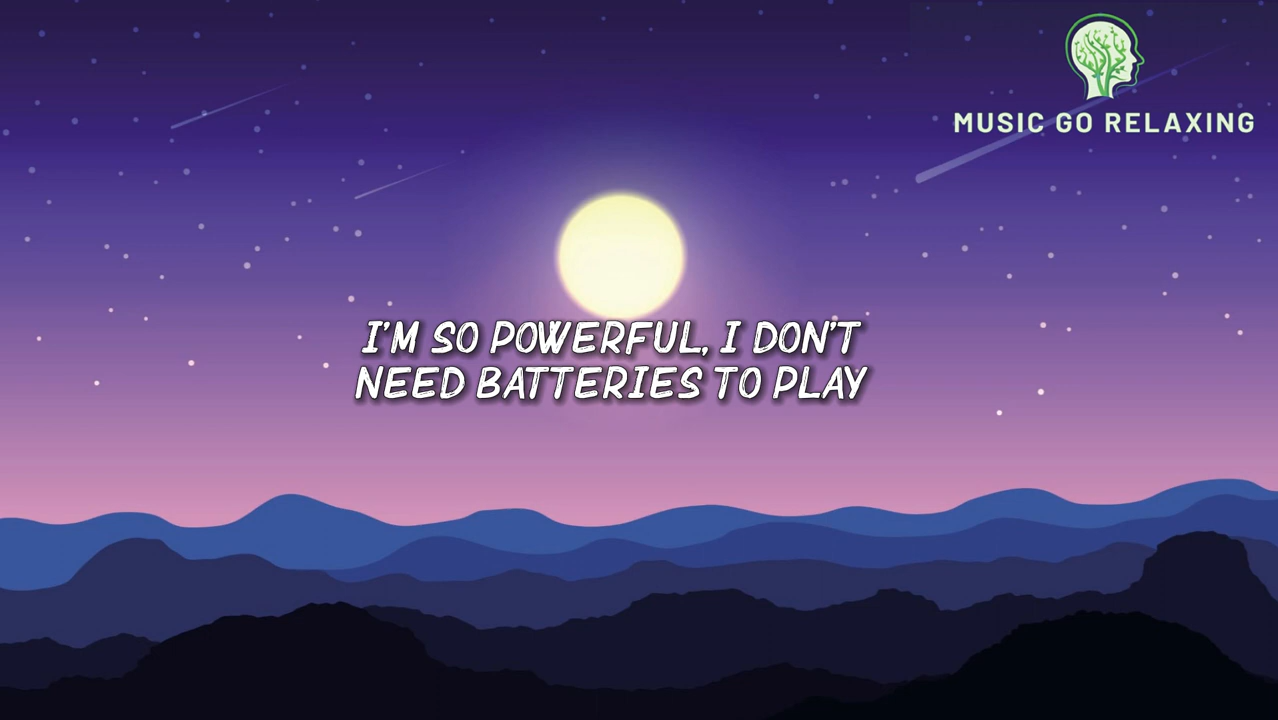 MUSIC GO RELAXING
I'M SO POWERFUL, I DON'T
NEED BATTERIES TO PLAY